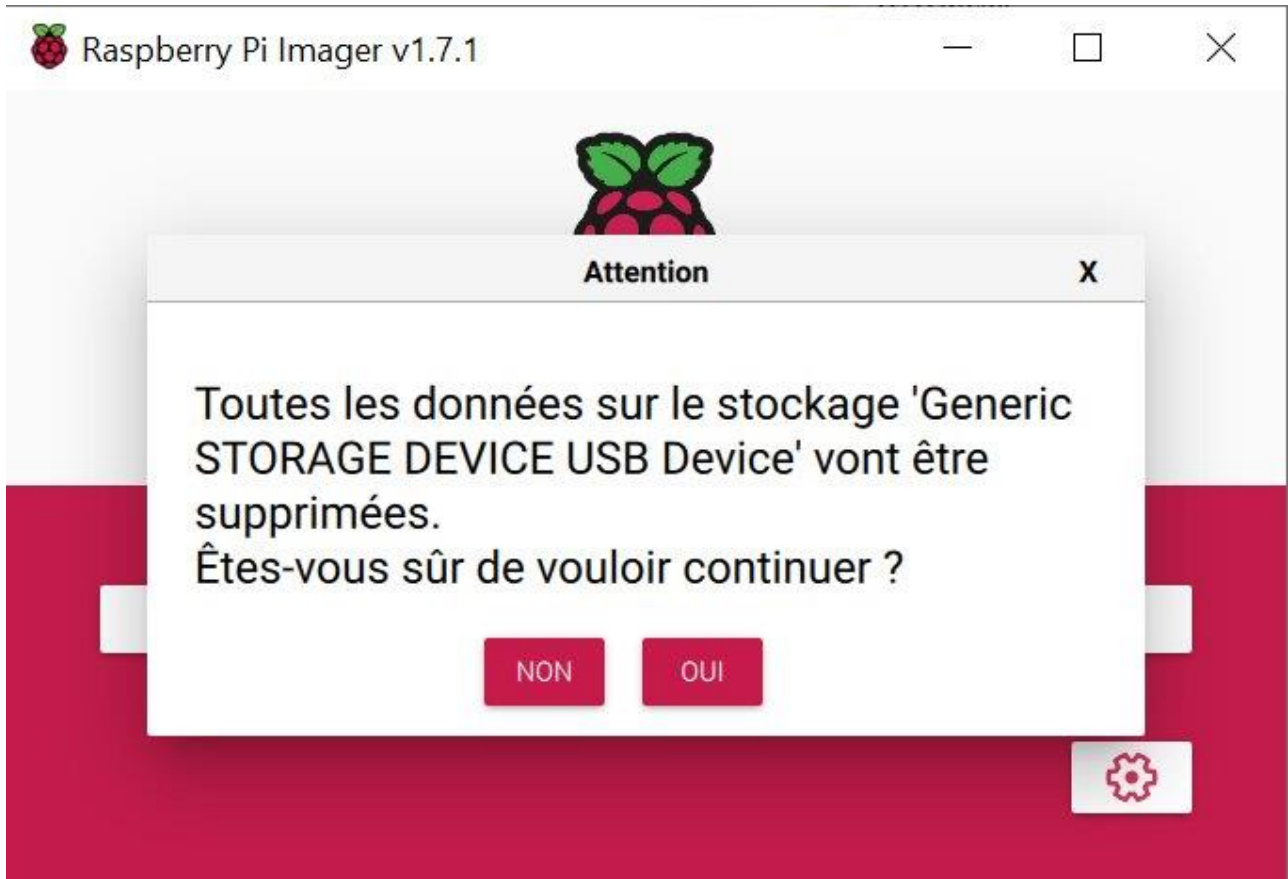 Raspberry Pi Imager v1.7.1
Attention
X
Toutes les données sur le stockage 'Generic
STORAGE DEVICE USB Device' vont être
supprimées.
Êtes-vous sûr de vouloir continuer ?
NON
OUI